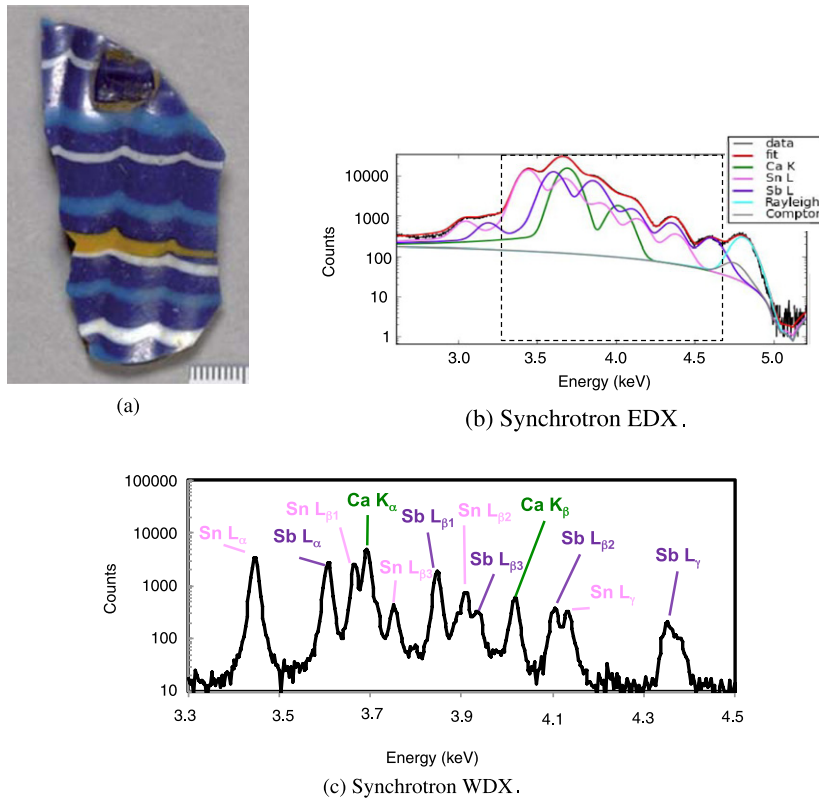 (a)
data
fit
Ca K
Sn L
Sb L
Rayleigh
Compton
10000
1000
100
10
1
Counts
3.0 3.5 4.0 4.5 5.0
Energy (keV)
(b) Synchrotron EDX.
100000
10000
1000
100
10
Counts
Sn Lα
Sb Lα
Sn Lβ1
Ca Kα
Sn Lβ3
Sb Lβ1
Sn Lβ2
Sb Lβ3
Ca Kβ
Sb Lβ2
Sn Lγ
Sb Lγ
3.3 3.5 3.7 3.9 4.1 4.3 4.5
Energy (keV)
(c) Synchrotron WDX.